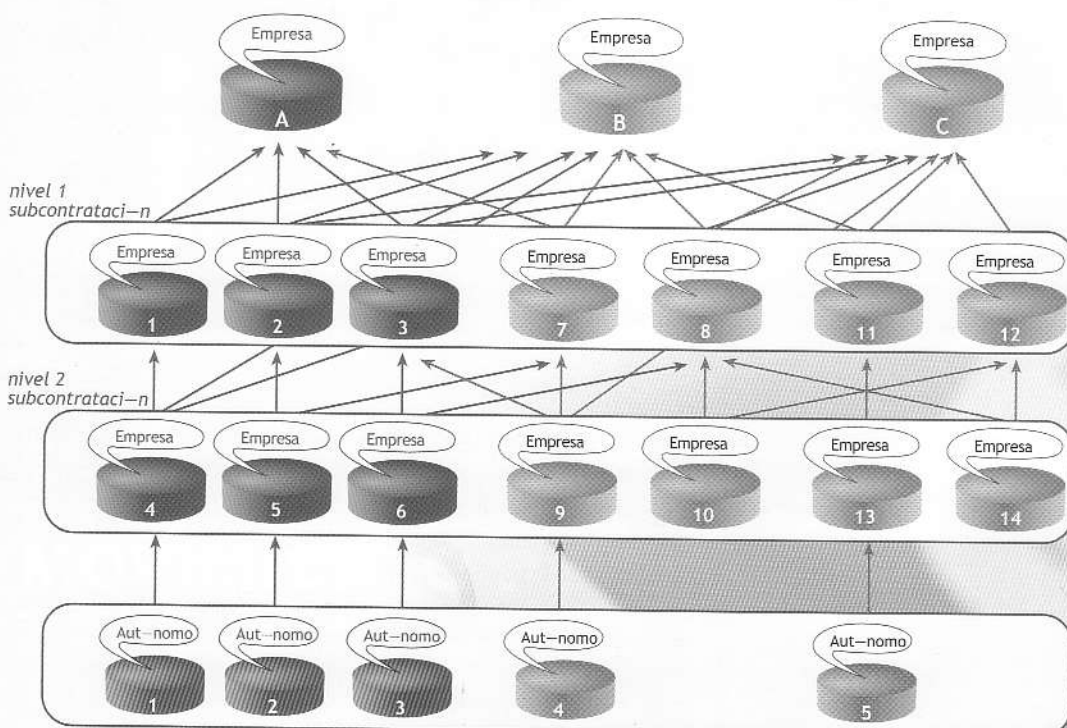 Empresa
Empresa
Empresa
A
B
C
nivel 1
subcontrataci—n
Empresa
Empresa
Empresa
Empresa
Empresa
Empresa
Empresa
1
2
3
7
8
11
12
nivel 2
subcontrataci—n
Empresa
Empresa
Empresa
Empresa
Empresa
Empresa
Empresa
4
5
6
9
10
13
14
Aut—nomo
Aut—nomo
Aut—nomo
Aut—nomo
Aut—nomo
1
2
3
4
5